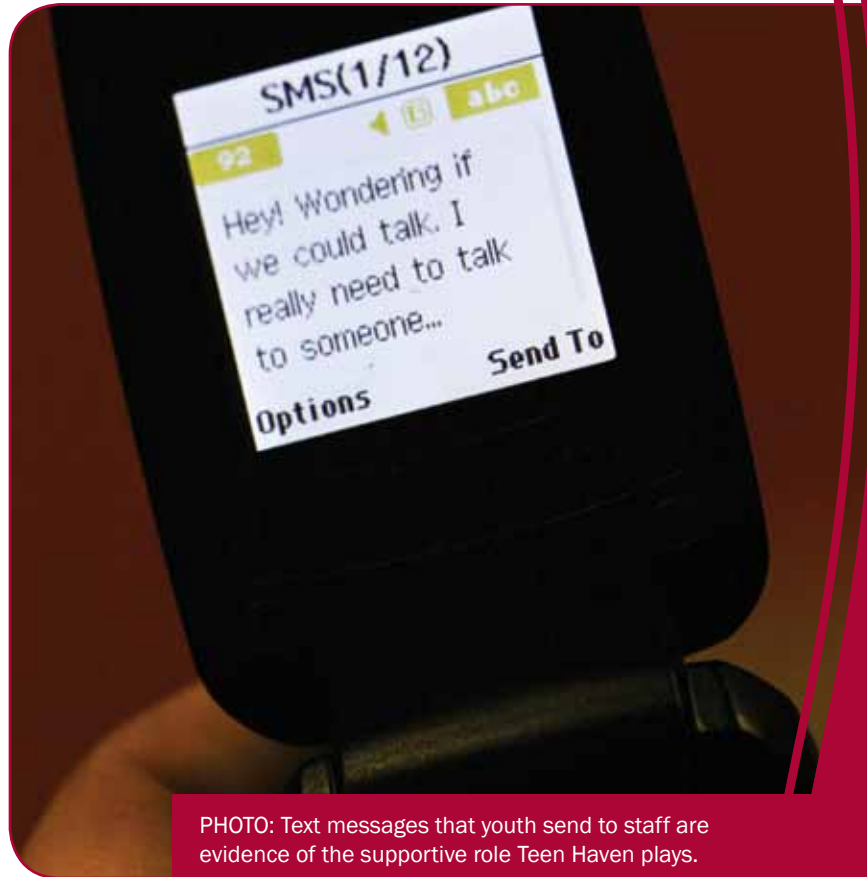 SMS(1/12)
92 abc
Hey! Wondering if
we could talk. I
really need to talk
to someone...
Options Send To
PHOTO: Text messages that youth send to staff are
evidence of the supportive role Teen Haven plays.